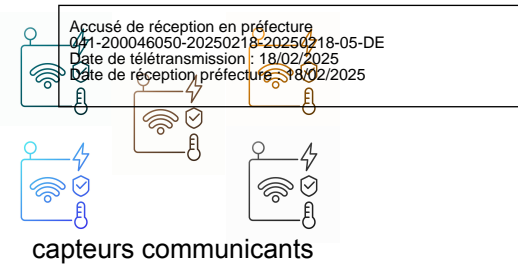 Accusé de réception en préfecture
041-200046050-20250218-20250218-05-DE
Date de télétransmission : 18/02/2025
Date de réception préfecture : 18/02/2025
capteurs communicants